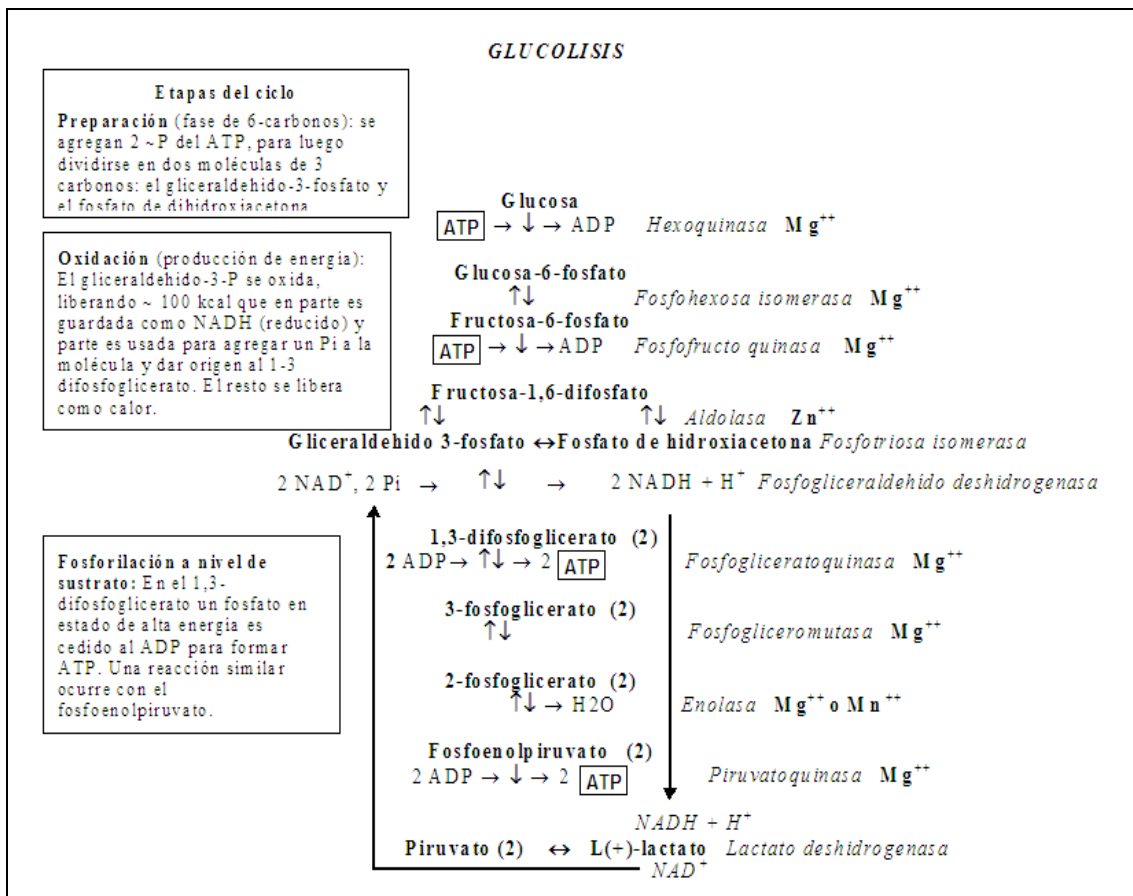 GLUCOLISIS
Etapas del ciclo
Preparación (fase de 6-carbonos): se
agregan 2 ~P del ATP, para luego
dividirse en dos moléculas de 3
carbonos: el gliceraldehido-3-fosfato y
el fosfato de dihidroxiacetona
Oxidación (producción de energía):
El gliceraldehido-3-P se oxida,
liberando ~ 100 kcal que en parte es
guardada como NADH (reducido) y
parte es usada para agregar un Pi a la
molécula y dar origen al 1-3
difosfoglicerato. El resto se libera
como calor.
Glucosa
ATP → ↓ → ADP Hexoquinasa Mg++
Glucosa-6-fosfato
↑↓ Fosfohexosa isomerasa Mg++
Fructosa-6-fosfato
ATP → ↓ →ADP Fosfofructo quinasa Mg++
Fructosa-1,6-difosfato
↑↓ ↑↓ Aldolasa Zn++
Gliceraldehido 3-fosfato ↔Fosfato de hidroxiacetona Fosfotriosa isomerasa
2 NAD+, 2 Pi → ↑↓ → 2 NADH + H+ Fosfogliceraldehído deshidrogenasa
Fosforilación a nivel de
sustrato: En el 1,3-
difosfoglicerato un fosfato en
estado de alta energía es
cedido al ADP para formar
ATP. Una reacción similar
ocurre con el
fosfoenolpiruvato.
1,3-difosfoglicerato (2)
2 ADP→ ↑↓ → 2 ATP Fosfogliceratoquinasa Mg++
3-fosfoglicerato (2)
↑↓ Fosfogliceromutasa Mg++
2-fosfoglicerato (2)
↑↓ → H2O Enolasa Mg++ o Mn++
Fosfoenolpiruvato (2)
2 ADP → ↓ → 2 ATP Piruvatoquinasa Mg++
NADH + H+
Piruvato (2) ↔ L(+)-lactato Lactato deshidrogenasa
NAD+